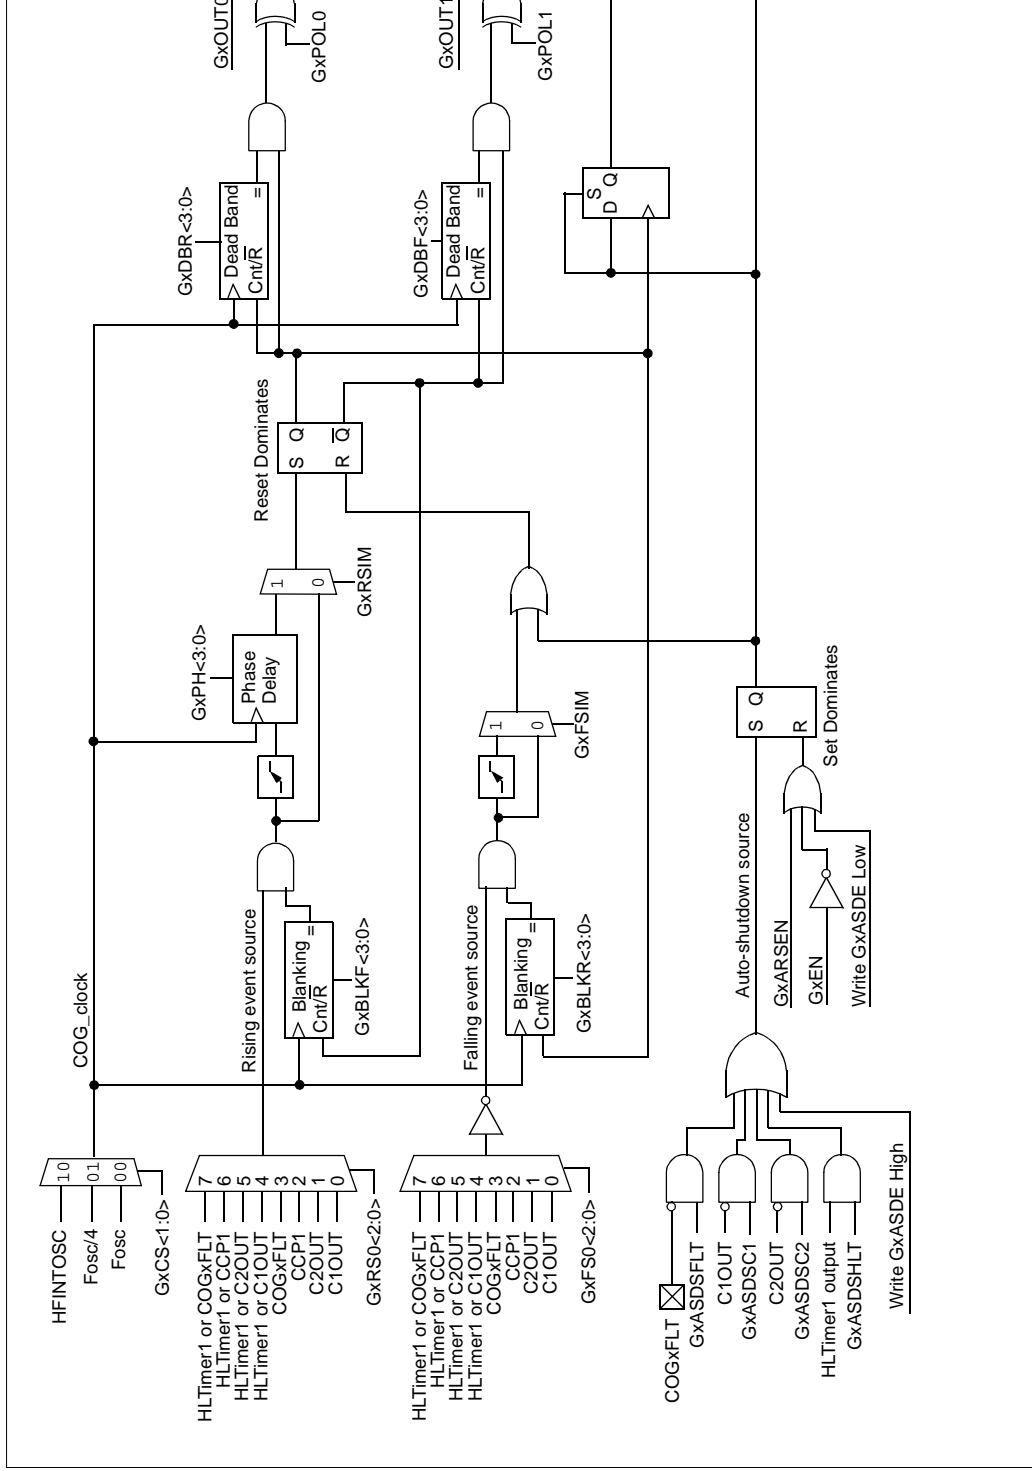 HFINTOSC
Fosc/4
Fosc
10
01
00
GxCS<1:0>
COG_clock
HLTimer1 or COGxFLT
HLTimer1 or CCP1
HLTimer1 or C2OUT
HLTimer1 or C1OUT
COGxFLT
CCP1
C2OUT
C1OUT
7
6
5
4
3
2
1
0
GxRS0<2:0>
Rising event source
Blanking
Cnt/R
=
GxBLKF<3:0>
GxPH<3:0>
Phase
Delay
1
0
GxRSIM
Reset Dominates
S Q
R Q
GxDBR<3:0>
Dead Band
Cnt/R
=
GxOUT0
GxPOL0
HLTimer1 or COGxFLT
HLTimer1 or CCP1
HLTimer1 or C2OUT
HLTimer1 or C1OUT
COGxFLT
CCP1
C2OUT
C1OUT
7
6
5
4
3
2
1
0
GxFS0<2:0>
Falling event source
Blanking
Cnt/R
=
GxBLKR<3:0>
1
0
GxFSIM
GxDBF<3:0>
Dead Band
Cnt/R
=
GxOUT1
GxPOL1
S
D Q
COGxFLT
GxASDSFLT
C1OUT
GxASDSC1
C2OUT
GxASDSC2
HLTimer1 output
GxASDSHLT
Write GxASDE High
Auto-shutdown source
GxARSEN
GxEN
Write GxASDE Low
S Q
R
Set Dominates